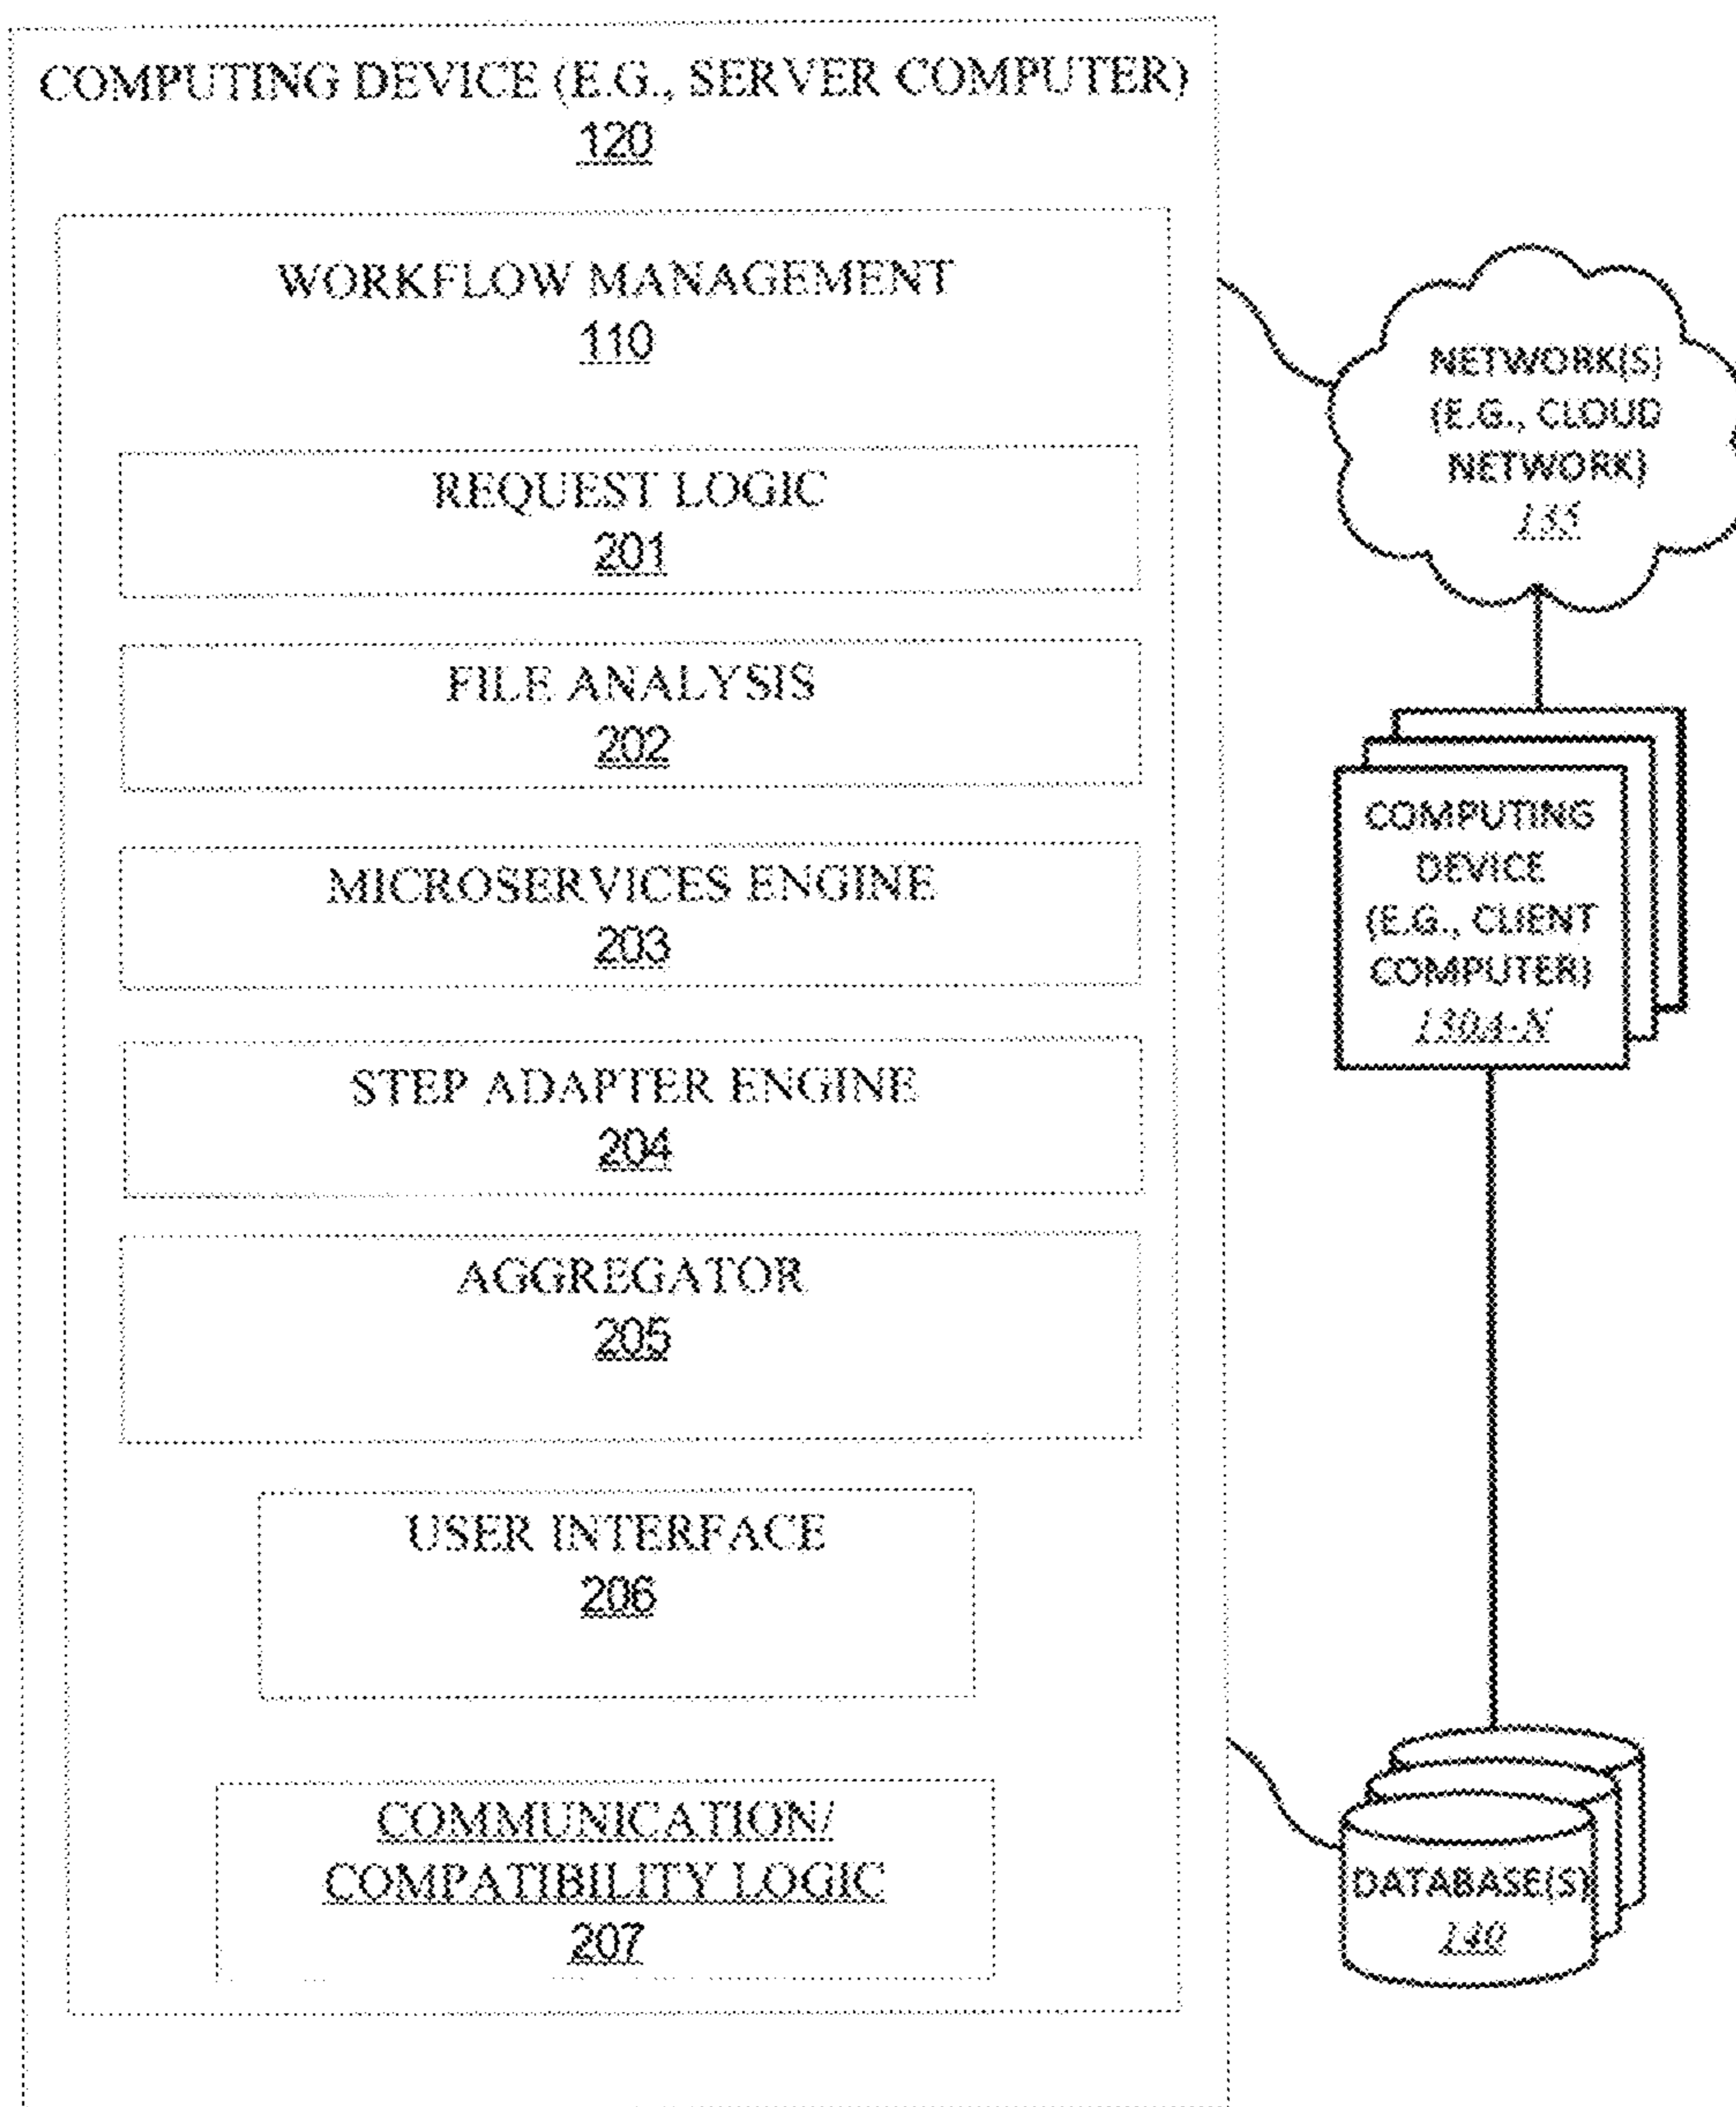 COMPUTING DEVICE (E.G., SERVER COMPUTER)
120
WORKFLOW MANAGEMENT
110
REQUEST LOGIC
201
FILE ANALYSIS
202
MICROSERVICES ENGINE
203
STEP ADAPTER ENGINE
204
AGGREGATOR
205
USER INTERFACE
206
COMMUNICATION/
COMPATIBILITY LOGIC
207
NETWORK(S)
(E.G., CLOUD
NETWORK)
135
COMPUTING
DEVICE
(E.G., CLIENT
COMPUTER)
130A-N
DATABASE(S)
140